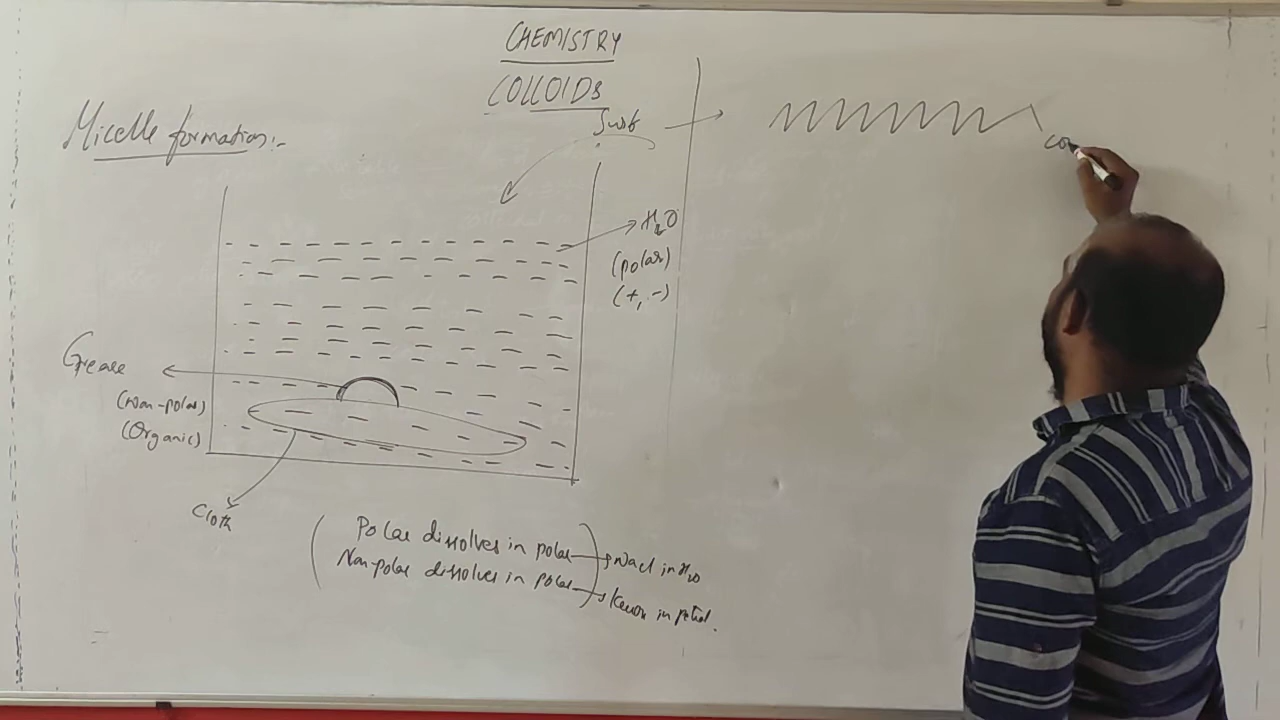 CHEMISTRY
COLLOIDS
Micelle formation:-
Surf
H2O
(polar)
(+, -)
Grease
(Non-polar)
(Organic)
Cloth
Polar dissolves in polar → NaCl in H2O
Non polar dissolves in polar → in petrol.
CO